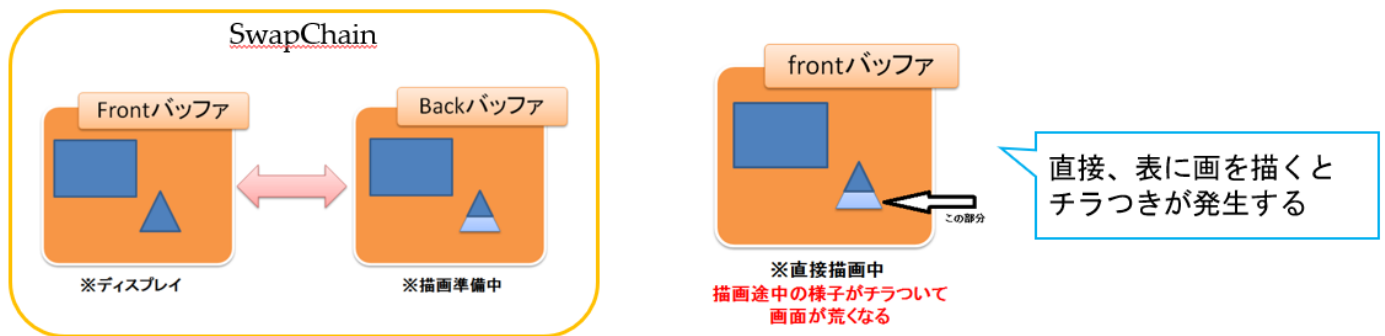 SwapChain
Frontバッファ
Backバッファ
※ディスプレイ
※描画準備中
frontバッファ
この部分
※直接描画中
描画途中の様子がチラついて
画面が荒くなる
直接、表に画を描くと
チラつきが発生する